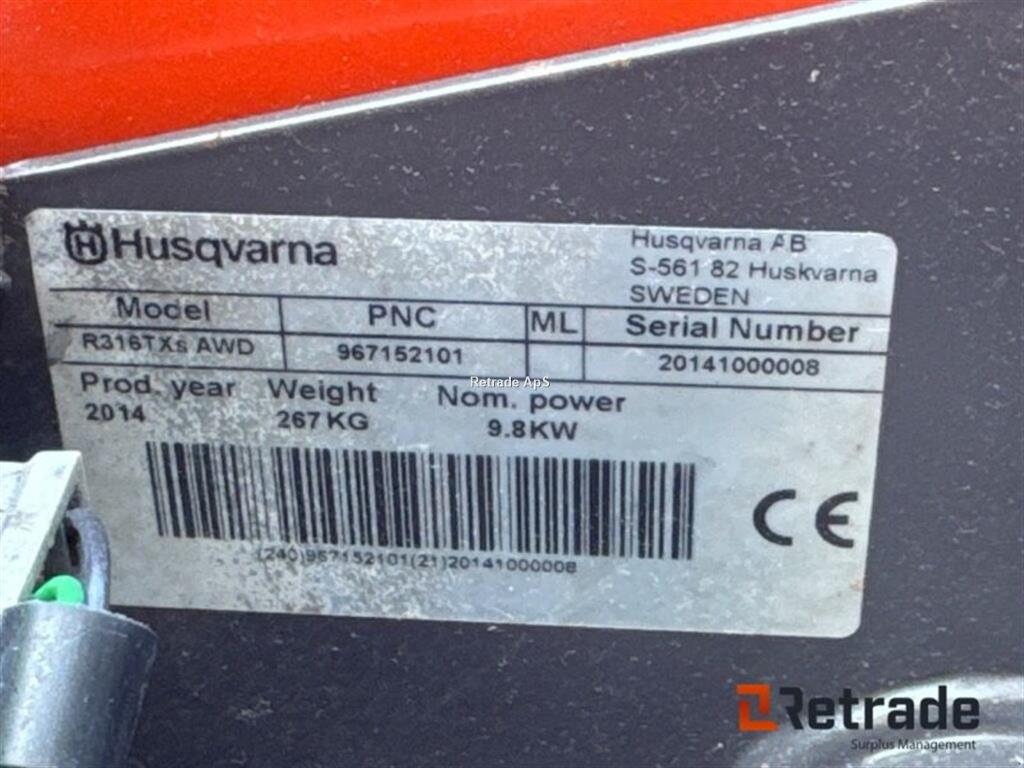 Husqvarna
Husqvarna AB
S-561 82 Huskvarna
SWEDEN
Model PNC ML Serial Number
R316TXs AWD 967152101 20141000008
Prod. year Weight Nom. power
2014 267 KG 9.8KW
(240)967152101(21)20141000008
CE
Retrade ApS
Retrade
Surplus Management